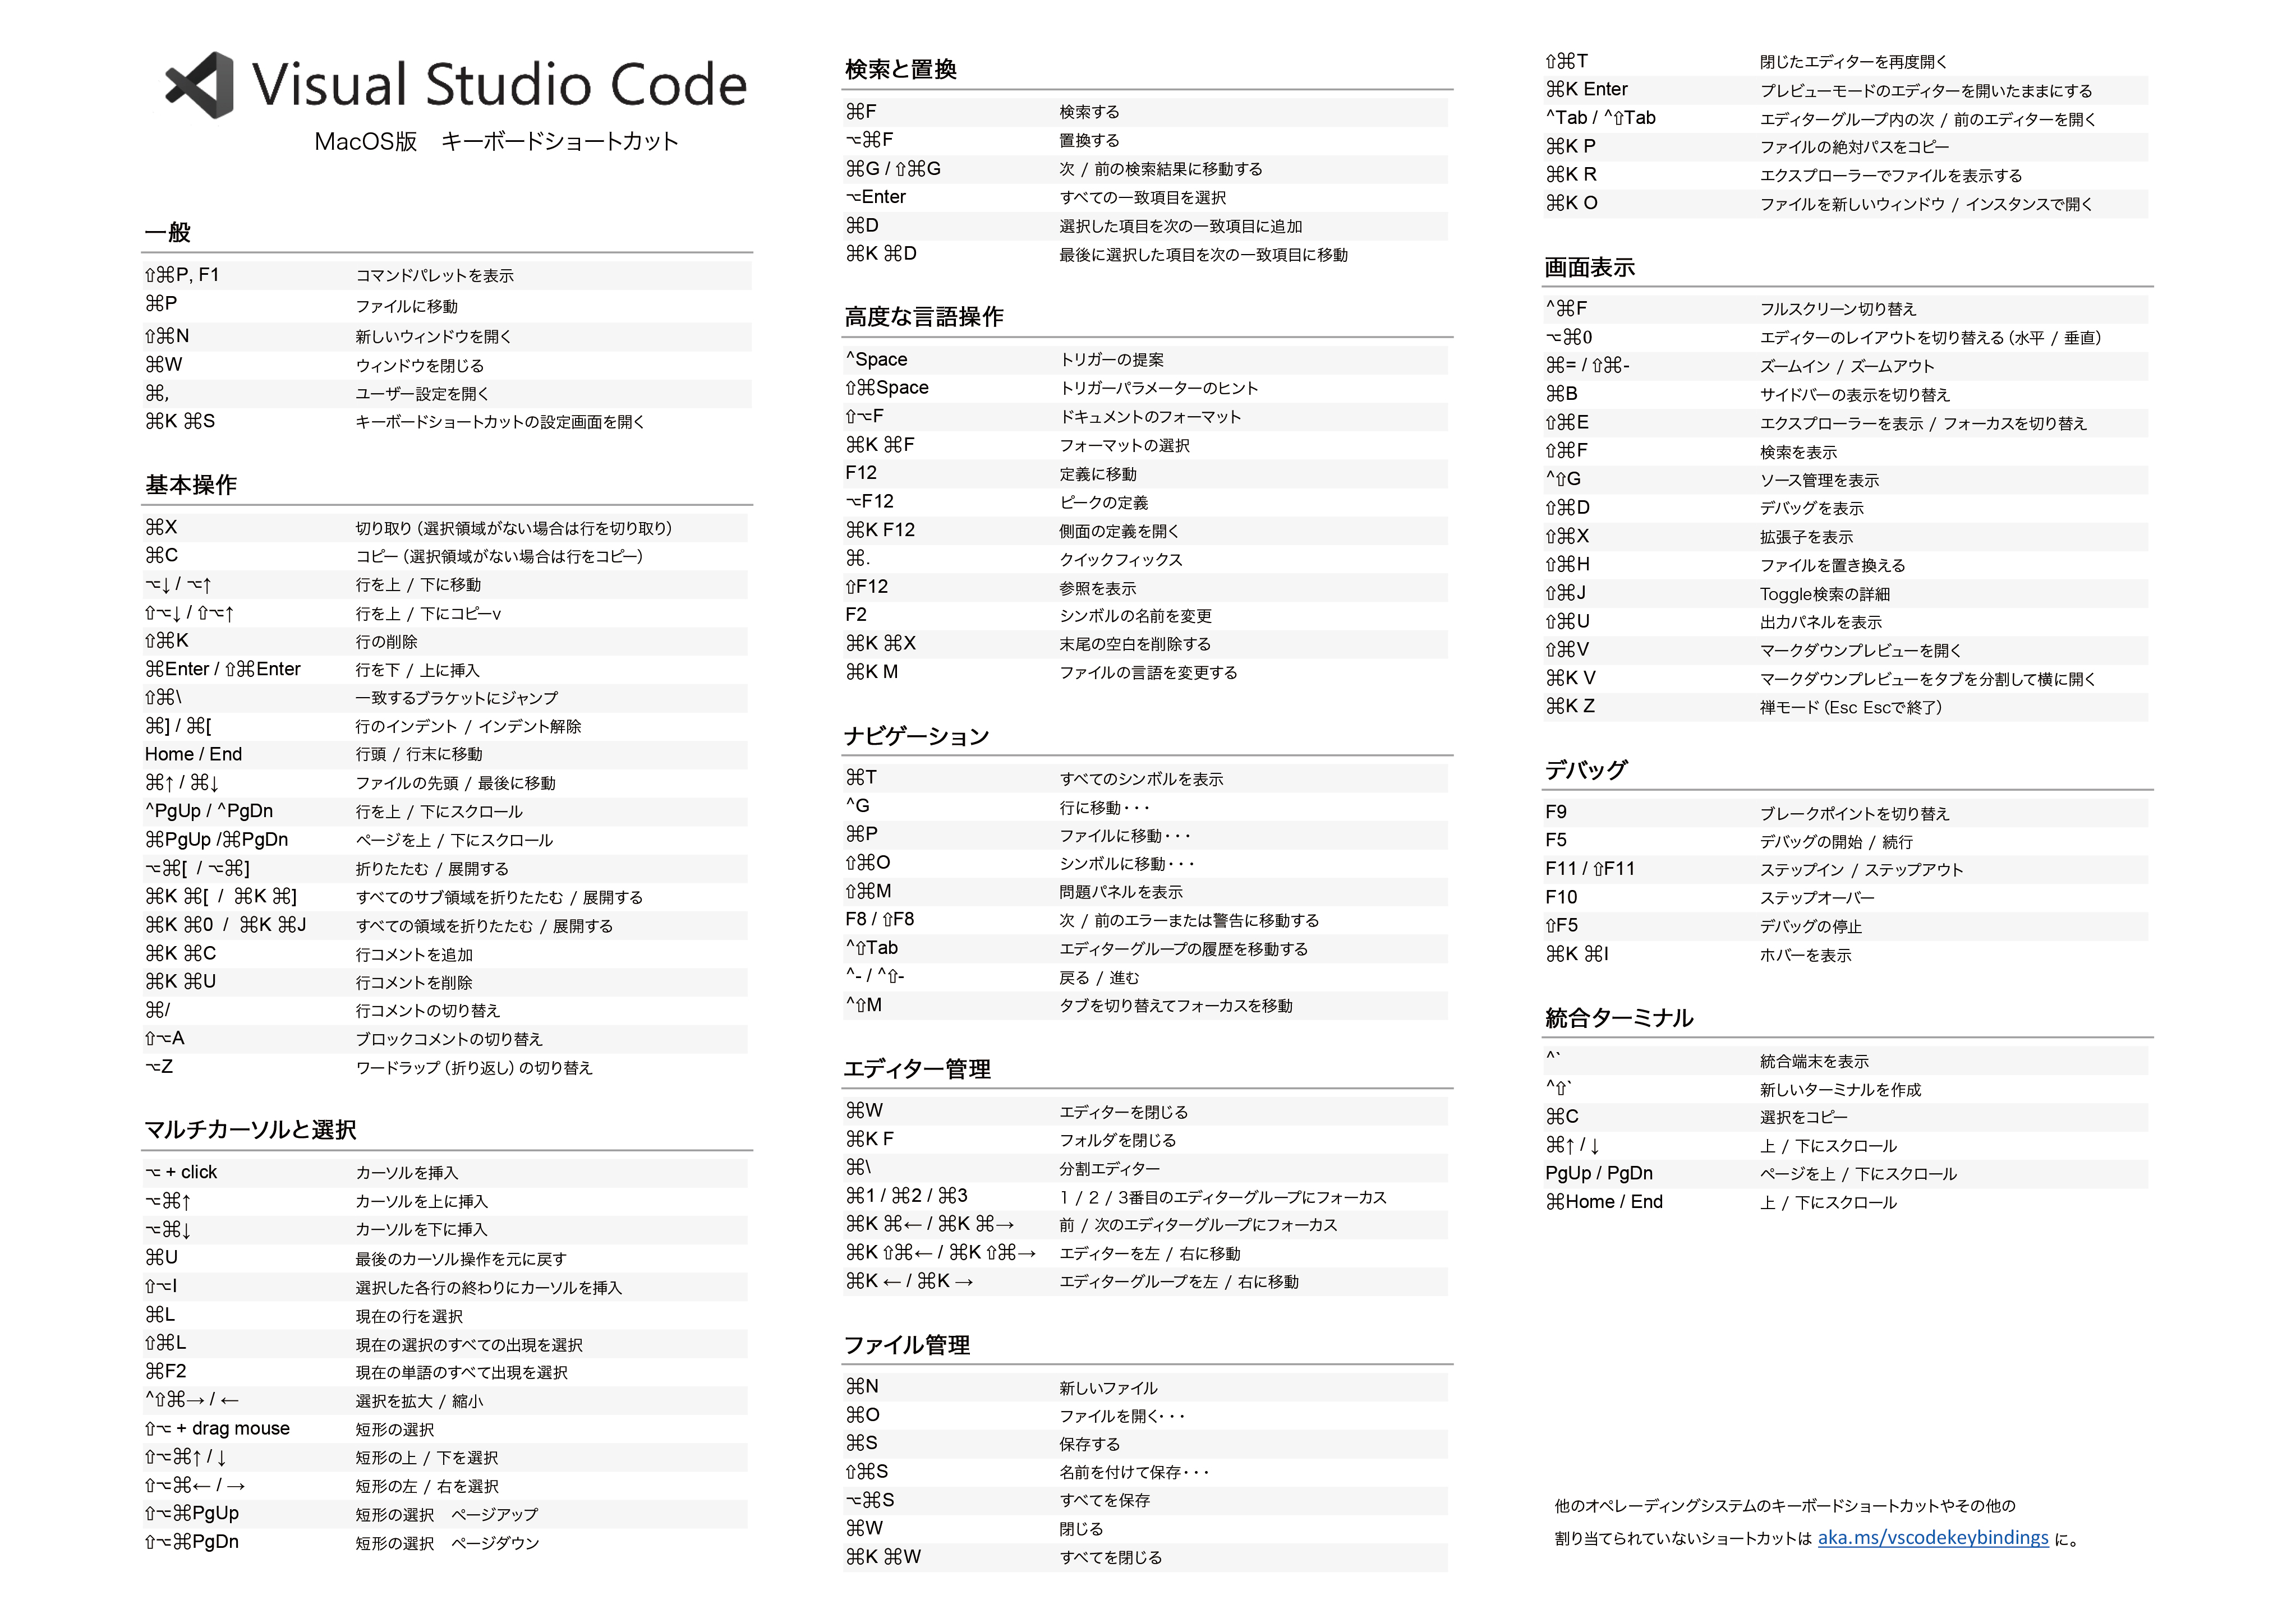 Visual Studio Code
MacOS版　キーボードショートカット
一般
⇧⌘P, F1 コマンドパレットを表示
⌘P ファイルに移動
⇧⌘N 新しいウィンドウを開く
⌘W ウィンドウを閉じる
⌘, ユーザー設定を開く
⌘K ⌘S キーボードショートカットの設定画面を開く
基本操作
⌘X 切り取り（選択領域がない場合は行を切り取り）
⌘C コピー（選択領域がない場合は行をコピー）
⌥↓ / ⌥↑ 行を上 / 下に移動
⇧⌥↓ / ⇧⌥↑ 行を上 / 下にコピーv
⇧⌘K 行の削除
⌘Enter / ⇧⌘Enter 行を下 / 上に挿入
⇧⌘\ 一致するブラケットにジャンプ
⌘] / ⌘[ 行のインデント / インデント解除
Home / End 行頭 / 行末に移動
⌘↑ / ⌘↓ ファイルの先頭 / 最後に移動
^PgUp / ^PgDn 行を上 / 下にスクロール
⌘PgUp /⌘PgDn ページを上 / 下にスクロール
⌥⌘[ / ⌥⌘] 折りたたむ / 展開する
⌘K ⌘[ / ⌘K ⌘] すべてのサブ領域を折りたたむ / 展開する
⌘K ⌘0 / ⌘K ⌘J すべての領域を折りたたむ / 展開する
⌘K ⌘C 行コメントを追加
⌘K ⌘U 行コメントを削除
⌘/ 行コメントの切り替え
⇧⌥A ブロックコメントの切り替え
⌥Z ワードラップ（折り返し）の切り替え
マルチカーソルと選択
⌥ + click カーソルを挿入
⌥⌘↑ カーソルを上に挿入
⌥⌘↓ カーソルを下に挿入
⌘U 最後のカーソル操作を元に戻す
⇧⌥I 選択した各行の終わりにカーソルを挿入
⌘L 現在の行を選択
⇧⌘L 現在の選択のすべての出現を選択
⌘F2 現在の単語のすべて出現を選択
^⇧⌘→ / ← 選択を拡大 / 縮小
⇧⌥ + drag mouse 短形の選択
⇧⌥⌘↑ / ↓ 短形の上 / 下を選択
⇧⌥⌘← / → 短形の左 / 右を選択
⇧⌥⌘PgUp 短形の選択　ページアップ
⇧⌥⌘PgDn 短形の選択　ページダウン
検索と置換
⌘F 検索する
⌥⌘F 置換する
⌘G / ⇧⌘G 次 / 前の検索結果に移動する
⌥Enter すべての一致項目を選択
⌘D 選択した項目を次の一致項目に追加
⌘K ⌘D 最後に選択した項目を次の一致項目に移動
高度な言語操作
^Space トリガーの提案
⇧⌘Space トリガーパラメーターのヒント
⇧⌥F ドキュメントのフォーマット
⌘K ⌘F フォーマットの選択
F12 定義に移動
⌥F12 ピークの定義
⌘K F12 側面の定義を開く
⌘. クイックフィックス
⇧F12 参照を表示
F2 シンボルの名前を変更
⌘K ⌘X 末尾の空白を削除する
⌘K M ファイルの言語を変更する
ナビゲーション
⌘T すべてのシンボルを表示
^G 行に移動・・・
⌘P ファイルに移動・・・
⇧⌘O シンボルに移動・・・
⇧⌘M 問題パネルを表示
F8 / ⇧F8 次 / 前のエラーまたは警告に移動する
^⇧Tab エディターグループの履歴を移動する
^- / ^⇧- 戻る / 進む
^⇧M タブを切り替えてフォーカスを移動
エディター管理
⌘W エディターを閉じる
⌘K F フォルダを閉じる
⌘\ 分割エディター
⌘1 / ⌘2 / ⌘3 1 / 2 / 3番目のエディターグループにフォーカス
⌘K ⌘← / ⌘K ⌘→ 前 / 次のエディターグループにフォーカス
⌘K ⇧⌘← / ⌘K ⇧⌘→ エディターを左 / 右に移動
⌘K ← / ⌘K → エディターグループを左 / 右に移動
ファイル管理
⌘N 新しいファイル
⌘O ファイルを開く・・・
⌘S 保存する
⇧⌘S 名前を付けて保存・・・
⌥⌘S すべてを保存
⌘W 閉じる
⌘K ⌘W すべてを閉じる
⇧⌘T 閉じたエディターを再度開く
⌘K Enter プレビューモードのエディターを開いたままにする
^Tab / ^⇧Tab エディターグループ内の次 / 前のエディターを開く
⌘K P ファイルの絶対パスをコピー
⌘K R エクスプローラーでファイルを表示する
⌘K O ファイルを新しいウィンドウ / インスタンスで開く
画面表示
^⌘F フルスクリーン切り替え
⌥⌘0 エディターのレイアウトを切り替える（水平 / 垂直）
⌘= / ⇧⌘- ズームイン / ズームアウト
⌘B サイドバーの表示を切り替え
⇧⌘E エクスプローラーを表示 / フォーカスを切り替え
⇧⌘F 検索を表示
^⇧G ソース管理を表示
⇧⌘D デバッグを表示
⇧⌘X 拡張子を表示
⇧⌘H ファイルを置き換える
⇧⌘J Toggle検索の詳細
⇧⌘U 出力パネルを表示
⇧⌘V マークダウンプレビューを開く
⌘K V マークダウンプレビューをタブを分割して横に開く
⌘K Z 禅モード（Esc Escで終了）
デバッグ
F9 ブレークポイントを切り替え
F5 デバッグの開始 / 続行
F11 / ⇧F11 ステップイン / ステップアウト
F10 ステップオーバー
⇧F5 デバッグの停止
⌘K ⌘I ホバーを表示
統合ターミナル
^` 統合端末を表示
^⇧` 新しいターミナルを作成
⌘C 選択をコピー
⌘↑ / ↓ 上 / 下にスクロール
PgUp / PgDn ページを上 / 下にスクロール
⌘Home / End 上 / 下にスクロール
他のオペレーディングシステムのキーボードショートカットやその他の
割り当てられていないショートカットは aka.ms/vscodekeybindings に。